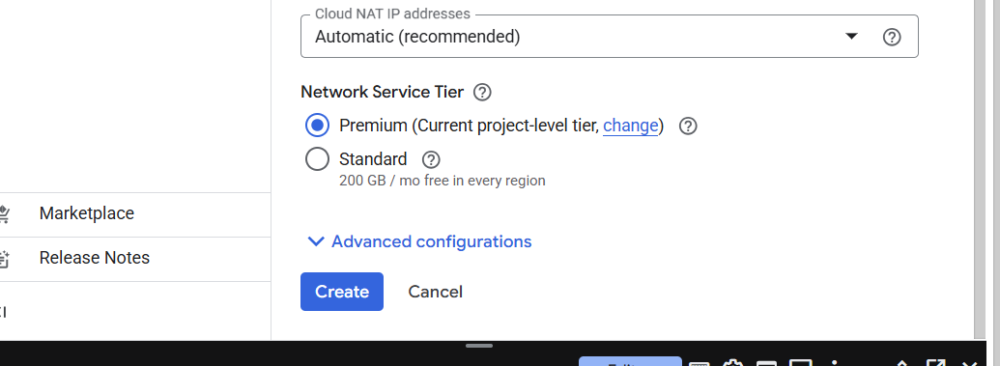 Cloud NAT IP addresses
Automatic (recommended)
Network Service Tier
Premium (Current project-level tier, change)
Standard
200 GB / mo free in every region
Marketplace
Release Notes
Advanced configurations
Create
Cancel